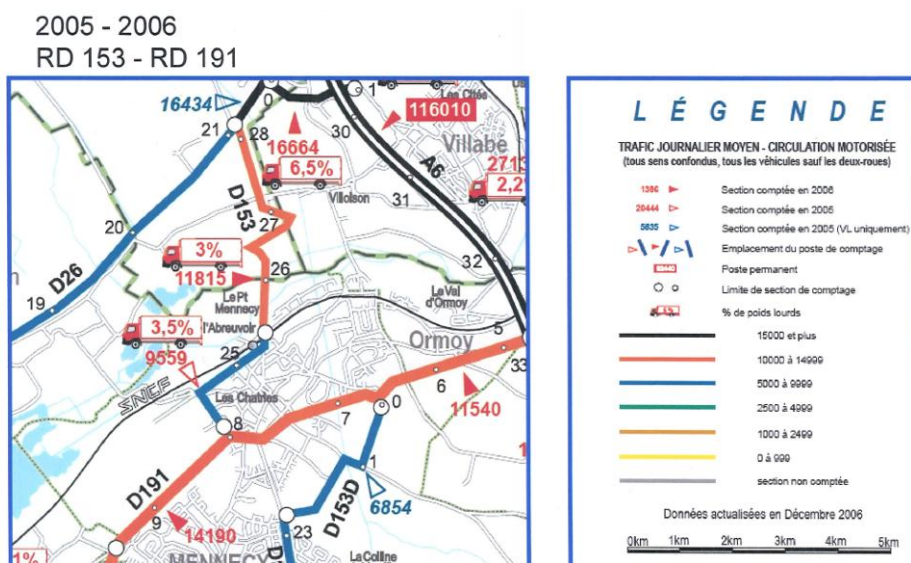 2005 - 2006
RD 153 - RD 191
16434
0
1
Les Cités
116010
21
28
16664
6,5%
30
Villabe
2713
2,2
A6
31
Villoison
D153
27
20
3%
11815
26
32
D26
19
Le Pt
Mennecy
Le Val
d'Ormoy
3,5%
l'Abreuvoir
25
9559
Ormoy
5
33
SNCF
Les Chatries
6
11540
7
0
8
D191
1
6854
D153D
9
14190
23
1%
MENNECY
La Colline
LÉGENDE
TRAFIC JOURNALIER MOYEN - CIRCULATION MOTORISÉE
(tous sens confondus, tous les véhicules sauf les deux-roues)
1386 Section comptée en 2006
20444 Section comptée en 2005
5635 Section comptée en 2005 (VL uniquement)
Emplacement du poste de comptage
Poste permanent
Limite de section de comptage
% de poids lourds
15000 et plus
10000 à 14999
5000 à 9999
2500 à 4999
1000 à 2499
0 à 999
section non comptée
Données actualisées en Décembre 2006
0km 1km 2km 3km 4km 5km